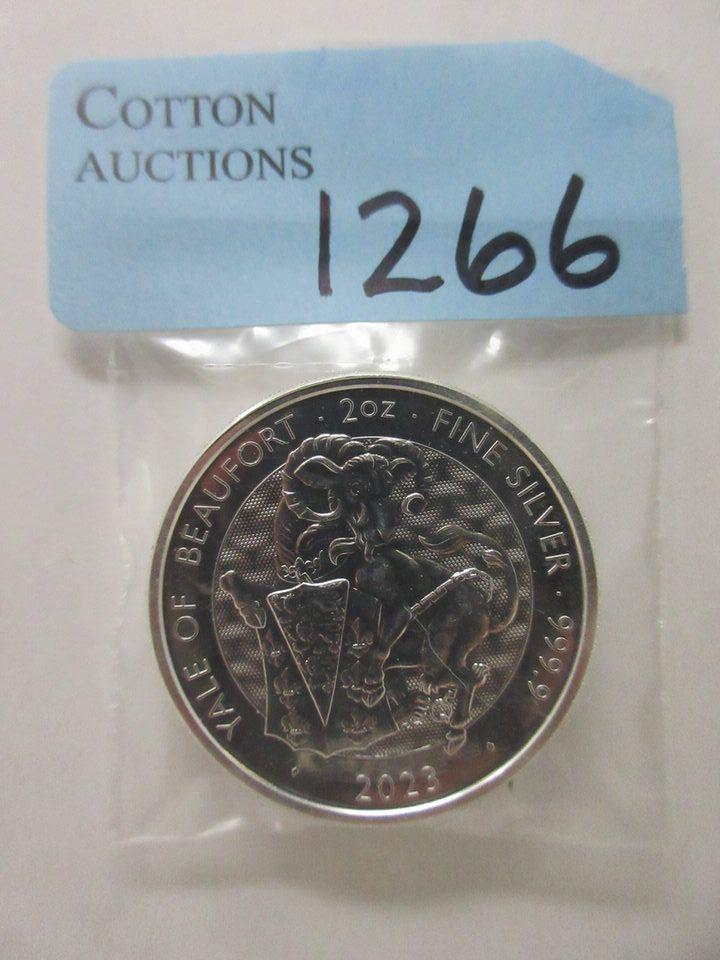 COTTON
AUCTIONS
1266
YALE OF BEAUFORT · 2OZ · FINE SILVER · 999.9
2023